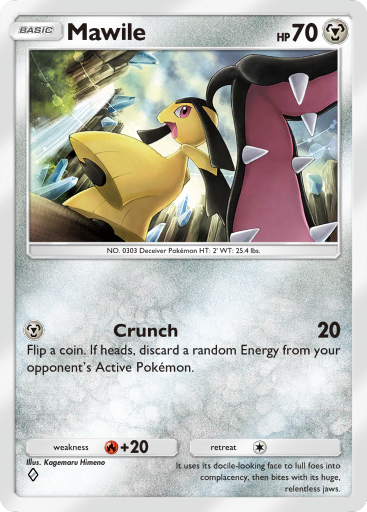 BASIC Mawile HP 70
NO. 0303 Deceiver Pokémon HT: 2' WT: 25.4 lbs.
Crunch 20
Flip a coin. If heads, discard a random Energy from your
opponent's Active Pokémon.
weakness +20 retreat
Illus. Kagemaru Himeno
It uses its docile-looking face to lull foes into
complacency, then bites with its huge,
relentless jaws.